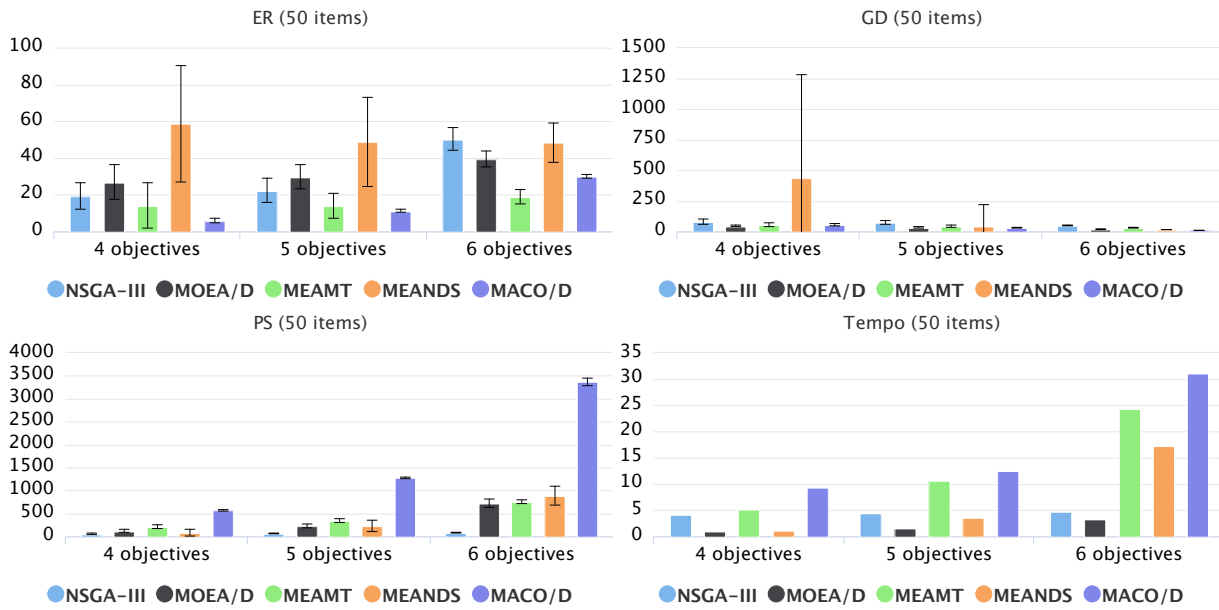 ER (50 items)
100
80
60
40
20
0
4 objectives 5 objectives 6 objectives
NSGA-III MOEA/D MEAMT MEANDS MACO/D
GD (50 items)
1500
1250
1000
750
500
250
0
4 objectives 5 objectives 6 objectives
NSGA-III MOEA/D MEAMT MEANDS MACO/D
PS (50 items)
4000
3500
3000
2500
2000
1500
1000
500
0
4 objectives 5 objectives 6 objectives
NSGA-III MOEA/D MEAMT MEANDS MACO/D
Tempo (50 items)
35
30
25
20
15
10
5
0
4 objectives 5 objectives 6 objectives
NSGA-III MOEA/D MEAMT MEANDS MACO/D